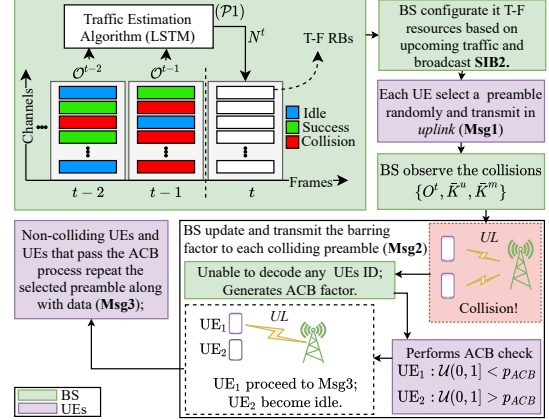 Traffic Estimation
Algorithm (LSTM)
(P1)
N^t
T-F RBs
O^{t-2}
O^{t-1}
Channels
Idle
Success
Collision
t − 2
t − 1
t
Frames
BS configurate it T-F
resources based on
upcoming traffic and
broadcast SIB2.
Each UE select a preamble
randomly and transmit in
uplink (Msg1)
BS observe the collisions
{O^t, K̄^u, K̄^m}
Non-colliding UEs and
UEs that pass the ACB
process repeat the
selected preamble along
with data (Msg3);
BS update and transmit the barring
factor to each colliding preamble (Msg2)
Unable to decode any UEs ID;
Generates ACB factor.
UL
Collision!
UE₁
UE₂
UL
UE₁ proceed to Msg3;
UE₂ become idle.
Performs ACB check
UE₁ : U(0, 1] < p_{ACB}
UE₂ : U(0, 1] > p_{ACB}
BS
UEs